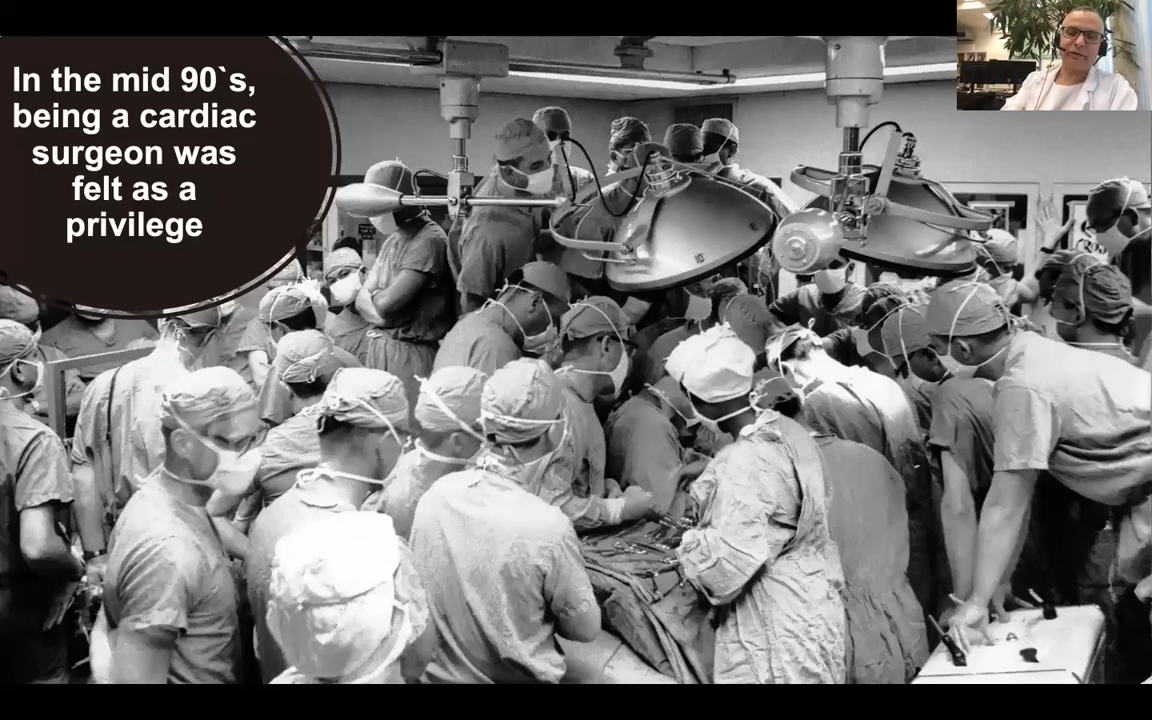 In the mid 90`s,
being a cardiac
surgeon was
felt as a
privilege